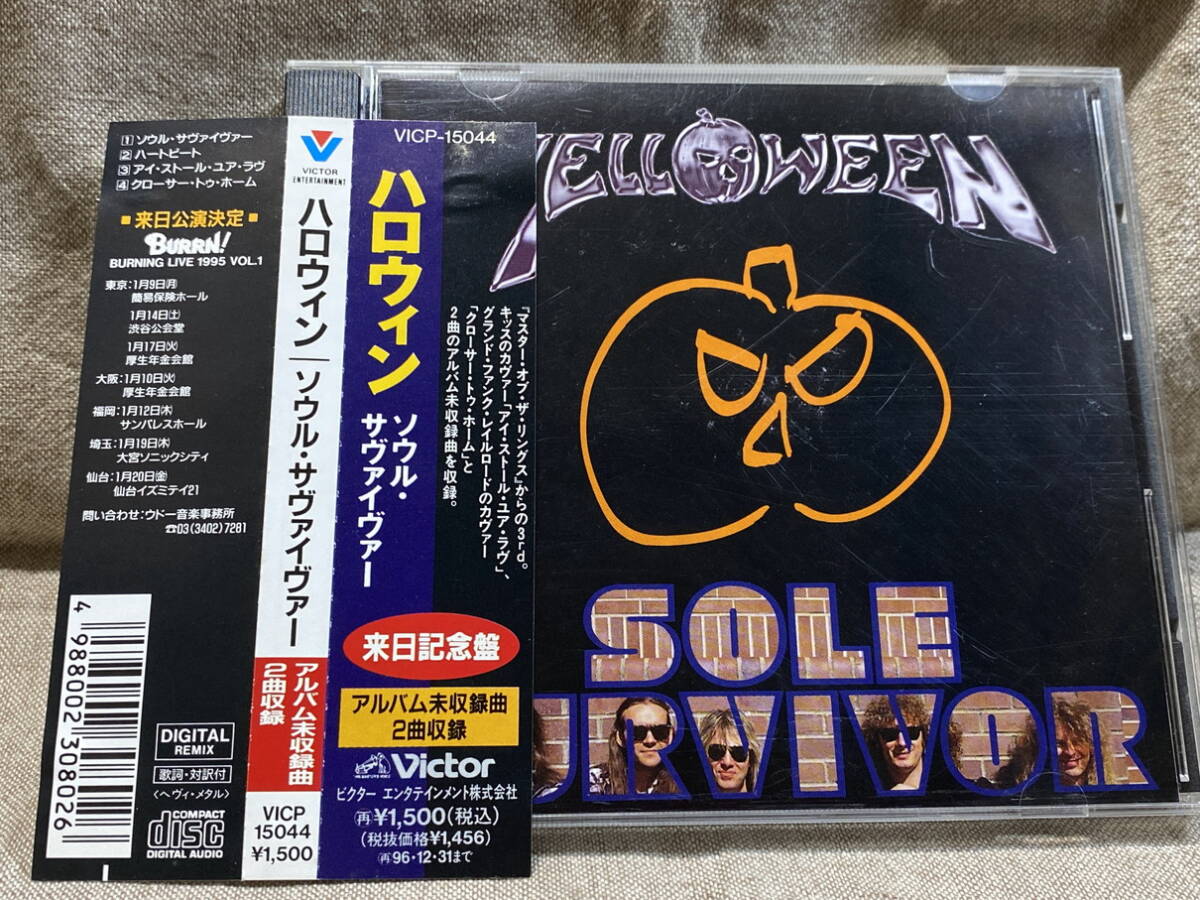 1 ソウル・サヴァイヴァー
2 ハートビート
3 アイ・ストール・ユア・ラヴ
4 クローサー・トゥ・ホーム
■来日公演決定■
BURRN!
BURNING LIVE 1995 VOL.1
東京:1月9日(月)
簡易保険ホール
1月14日(土)
渋谷公会堂
1月17日(火)
厚生年金会館
大阪:1月10日(火)
厚生年金会館
福岡:1月12日(木)
サンパレスホール
埼玉:1月19日(木)
大宮ソニックシティ
仙台:1月20日(金)
仙台イズミティ21
問い合わせ:ウドー音楽事務所
☎03(3402)7281
4 988002 308026
DIGITAL
REMIX
歌詞・対訳付
〈ヘヴィ・メタル〉
COMPACT
disc
DIGITAL AUDIO
VICTOR
ENTERTAINMENT
ハロウィン│ソウル・サヴァイヴァー
アルバム未収録曲
2曲収録
VICP
15044
¥1,500
VICP-15044
ハロウィン
ソウル・
サヴァイヴァー
『マスター・オブ・ザ・リングス』からの3rd。
キッスのカヴァー「アイ・ストール・ユア・ラヴ」、
グランド・ファンク・レイルロードのカヴァー
「クローサー・トゥ・ホーム」と
2曲のアルバム未収録曲を収録。
来日記念盤
アルバム未収録曲
2曲収録
Victor
ビクター エンタテインメント株式会社
(再)¥1,500(税込)
(税抜価格¥1,456)
(再)96・12・31まで
HELLOWEEN
SOLE
SURVIVOR